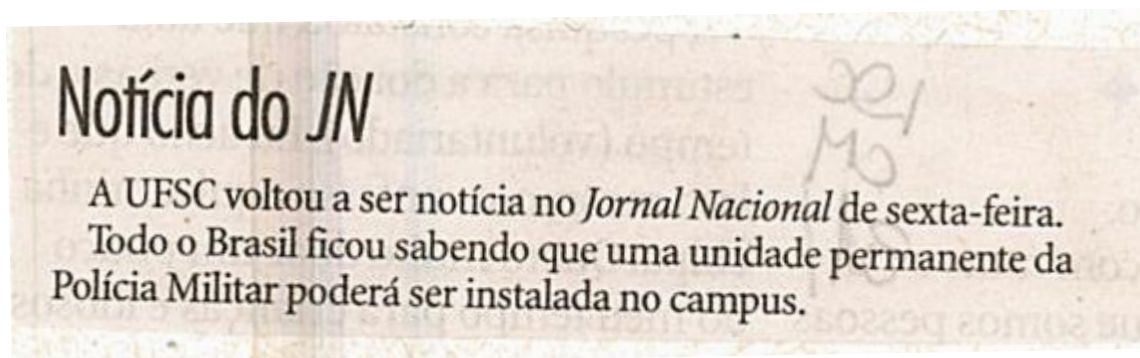 Notícia do JN
A UFSC voltou a ser notícia no Jornal Nacional de sexta-feira.
Todo o Brasil ficou sabendo que uma unidade permanente da
Polícia Militar poderá ser instalada no campus.